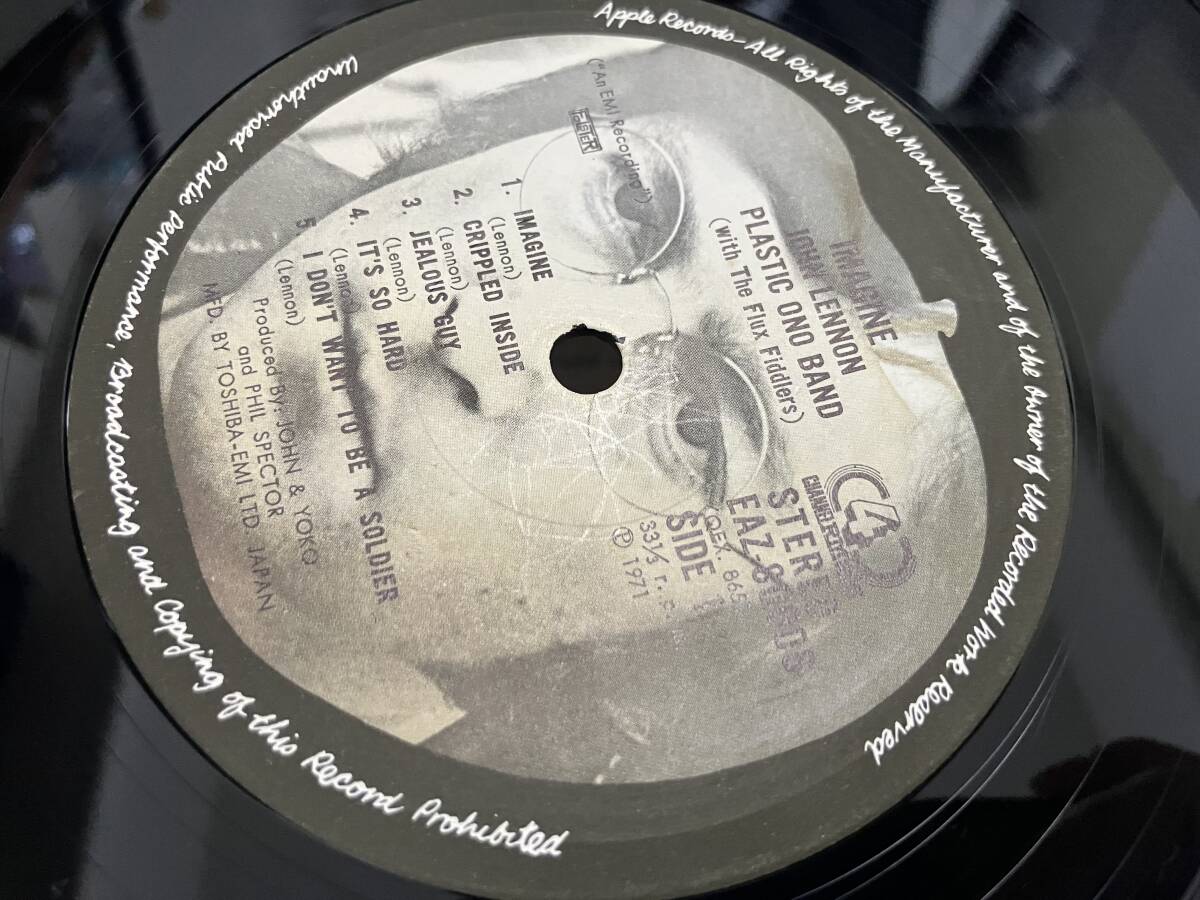 Apple Records-All Rights of the Manufacturer and of the Owner of the Recorded Work Reserved
Unauthorised Public Performance, Broadcasting and Copying of this Record Prohibited
IMAGINE
JOHN LENNON
PLASTIC ONO BAND
(with The Flux Fiddlers)
("An EMI Recording")
CHANNEL
STEREO
SIDE
33⅓ r.p.
Ⓟ 1971
1. IMAGINE
(Lennon)
2. CRIPPLED INSIDE
(Lennon)
3. JEALOUS GUY
(Lennon)
4. IT'S SO HARD
(Lennon)
5 I DON'T WANT TO BE A SOLDIER
(Lennon)
Produced By: JOHN & YOKO
and PHIL SPECTOR
MFD. BY TOSHIBA-EMI LTD. JAPAN